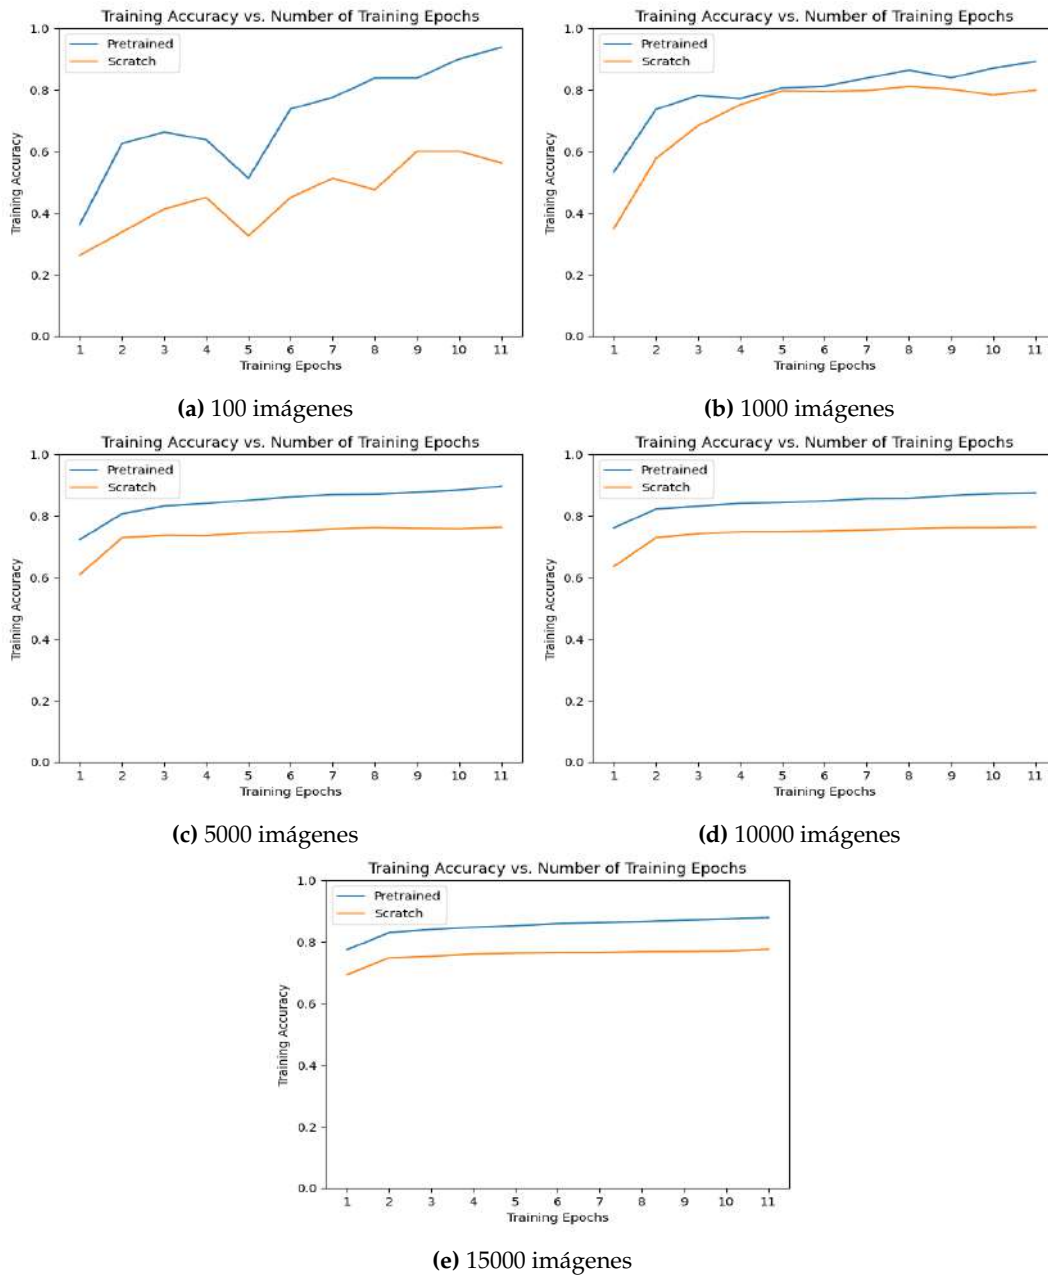 Training Accuracy vs. Number of Training Epochs
1.0
0.8
0.6
0.4
0.2
0.0
Training Accuracy
Pretrained
Scratch
1 2 3 4 5 6 7 8 9 10 11
Training Epochs
(a) 100 imágenes
Training Accuracy vs. Number of Training Epochs
1.0
0.8
0.6
0.4
0.2
0.0
Training Accuracy
Pretrained
Scratch
1 2 3 4 5 6 7 8 9 10 11
Training Epochs
(b) 1000 imágenes
Training Accuracy vs. Number of Training Epochs
1.0
0.8
0.6
0.4
0.2
0.0
Training Accuracy
Pretrained
Scratch
1 2 3 4 5 6 7 8 9 10 11
Training Epochs
(c) 5000 imágenes
Training Accuracy vs. Number of Training Epochs
1.0
0.8
0.6
0.4
0.2
0.0
Training Accuracy
Pretrained
Scratch
1 2 3 4 5 6 7 8 9 10 11
Training Epochs
(d) 10000 imágenes
Training Accuracy vs. Number of Training Epochs
1.0
0.8
0.6
0.4
0.2
0.0
Training Accuracy
Pretrained
Scratch
1 2 3 4 5 6 7 8 9 10 11
Training Epochs
(e) 15000 imágenes